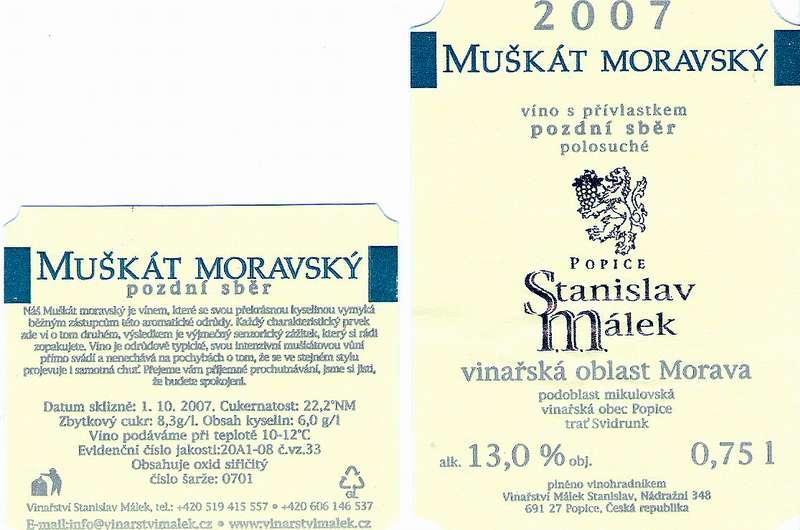 MUŠKÁT MORAVSKÝ
pozdní sběr
Náš Muškát moravský je vínem, které se svou překrásnou kyselinou vymyká
běžným zástupcům této aromatické odrůdy. Každý charakteristický prvek
zde ví o tom druhém, výsledkem je výjmečný senzorický zážitek, který si rádi
zopakujete. Víno je odrůdově typické, svou intenzivní muškátovou vůní
přímo svádí a nenechává na pochybách o tom, že se ve stejném stylu
projevuje i samotná chuť. Přejeme vám příjemné prochutnávání, jsme si jisti,
že budete spokojeni.
Datum sklizně: 1. 10. 2007. Cukernatost: 22,2°NM
Zbytkový cukr: 8,3g/l. Obsah kyselin: 6,0 g/l
Víno podáváme při teplotě 10-12°C
Evidenční číslo jakosti:20A1-08 č.vz.33
Obsahuje oxid siřičitý
číslo šarže: 0701
GL
Vinařství Stanislav Málek, tel.: +420 519 415 557 • +420 606 146 537
E-mail:info@vinarstvimalek.cz • www.vinarstvimalek.cz
2007
MUŠKÁT MORAVSKÝ
víno s přívlastkem
pozdní sběr
polosuché
POPICE
Stanislav
Málek
vinařská oblast Morava
podoblast mikulovská
vinařská obec Popice
trať Svidrunk
alk. 13,0 % obj. 0,75 l
plněno vinohradníkem
Vinařství Málek Stanislav, Nádražní 348
691 27 Popice, Česká republika